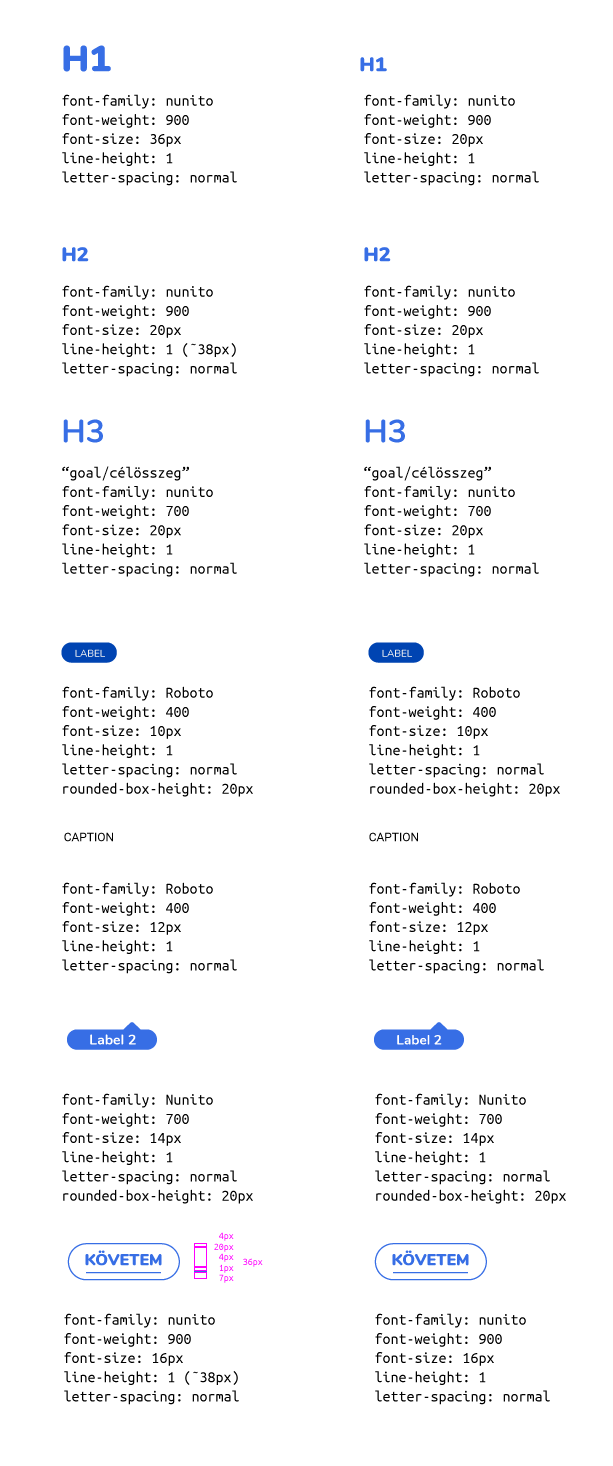 H1
font-family: nunito
font-weight: 900
font-size: 36px
line-height: 1
letter-spacing: normal
H1
font-family: nunito
font-weight: 900
font-size: 20px
line-height: 1
letter-spacing: normal
H2
font-family: nunito
font-weight: 900
font-size: 20px
line-height: 1 (˜38px)
letter-spacing: normal
H2
font-family: nunito
font-weight: 900
font-size: 20px
line-height: 1
letter-spacing: normal
H3
“goal/célösszeg”
font-family: nunito
font-weight: 700
font-size: 20px
line-height: 1
letter-spacing: normal
H3
“goal/célösszeg”
font-family: nunito
font-weight: 700
font-size: 20px
line-height: 1
letter-spacing: normal
LABEL
font-family: Roboto
font-weight: 400
font-size: 10px
line-height: 1
letter-spacing: normal
rounded-box-height: 20px
LABEL
font-family: Roboto
font-weight: 400
font-size: 10px
line-height: 1
letter-spacing: normal
rounded-box-height: 20px
CAPTION
font-family: Roboto
font-weight: 400
font-size: 12px
line-height: 1
letter-spacing: normal
CAPTION
font-family: Roboto
font-weight: 400
font-size: 12px
line-height: 1
letter-spacing: normal
Label 2
font-family: Nunito
font-weight: 700
font-size: 14px
line-height: 1
letter-spacing: normal
rounded-box-height: 20px
Label 2
font-family: Nunito
font-weight: 700
font-size: 14px
line-height: 1
letter-spacing: normal
rounded-box-height: 20px
KÖVETEM
4px
20px
4px
1px
7px
36px
font-family: nunito
font-weight: 900
font-size: 16px
line-height: 1 (˜38px)
letter-spacing: normal
KÖVETEM
font-family: nunito
font-weight: 900
font-size: 16px
line-height: 1
letter-spacing: normal